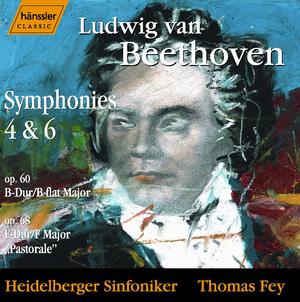 hänssler
CLASSIC
Ludwig van
Beethoven
Symphonies
4 & 6
op. 60
B-Dur/B-flat Major
op. 68
F-Dur/F Major
„Pastorale“
Heidelberger Sinfoniker Thomas Fey